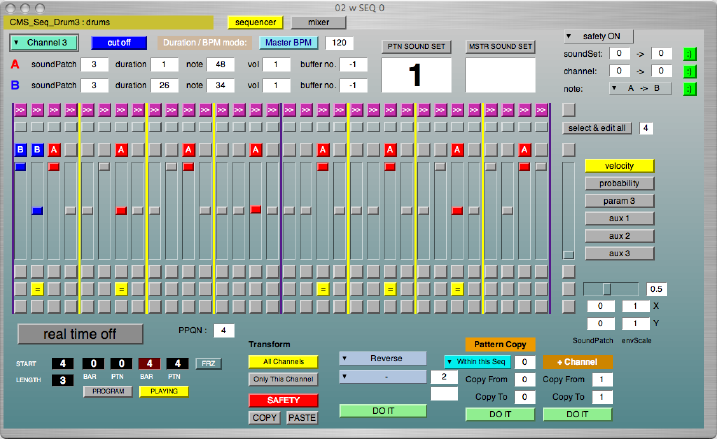 02 w SEQ 0
CMS_Seq_Drum3 : drums sequencer mixer
▼ Channel 3 cut off Duration / BPM mode: Master BPM 120 PTN SOUND SET MSTR SOUND SET ▼ safety ON
A soundPatch 3 duration 1 note 48 vol 1 buffer no. -1 1 soundSet: 0 -> 0 :)
channel: 0 -> 0 :)
B soundPatch 3 duration 26 note 34 vol 1 buffer no. -1 note: ▼ A -> B :)
>> >> >> >> >> >> >> >> >> >> >> >> >> >> >> >> >> >> >> >> >> >> >> >> >> >> >> >> >> >> >> >>
select & edit all 4
B B A A A A A A A A
velocity
probability
param 3
aux 1
aux 2
aux 3
= = = = = =
0.5
0 1 X
0 1 Y
SoundPatch envScale
real time off PPQN : 4
Transform Pattern Copy
START 4 0 0 4 4 FRZ All Channels ▼ Reverse ▼ Within this Seq 0 + Channel
BAR PTN SAR PTN
LENGTH 3 PROGRAM PLAYING Only This Channel ▼ - 2 Copy From 0 Copy From 1
SAFETY Copy To 0 Copy To 1
COPY PASTE DO IT DO IT DO IT